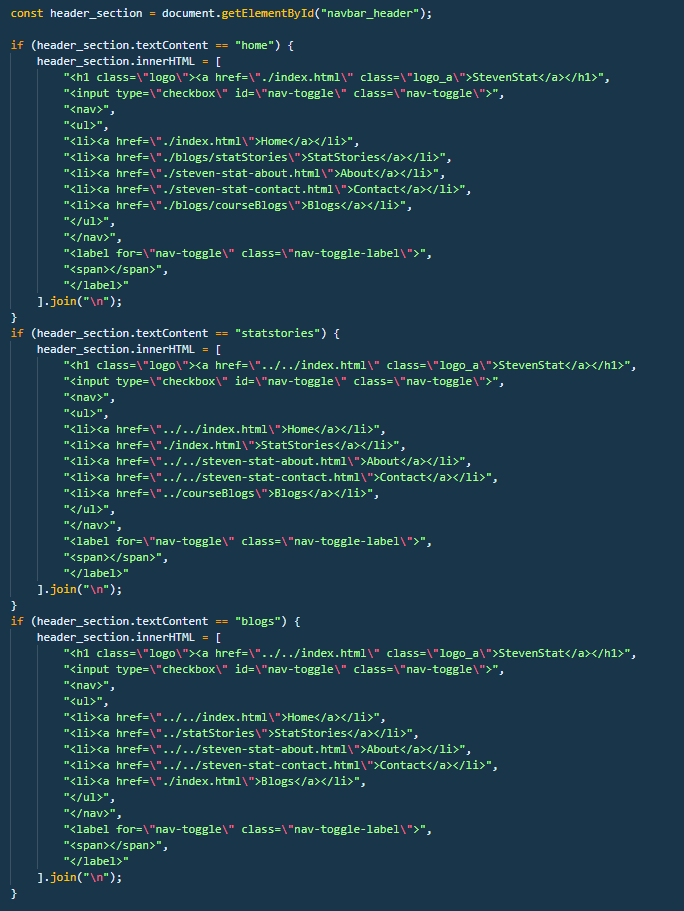 const header_section = document.getElementById("navbar_header");
if (header_section.textContent == "home") {
header_section.innerHTML = [
"<h1 class=\"logo\"><a href=\"./index.html\" class=\"logo_a\">StevenStat</a></h1>",
"<input type=\"checkbox\" id=\"nav-toggle\" class=\"nav-toggle\">",
"<nav>",
"<ul>",
"<li><a href=\"./index.html\">Home</a></li>",
"<li><a href=\"./blogs/statStories\">StatStories</a></li>",
"<li><a href=\"./steven-stat-about.html\">About</a></li>",
"<li><a href=\"./steven-stat-contact.html\">Contact</a></li>",
"<li><a href=\"./blogs/courseBlogs\">Blogs</a></li>",
"</ul>",
"</nav>",
"<label for=\"nav-toggle\" class=\"nav-toggle-label\">",
"<span></span>",
"</label>"
].join("\n");
}
if (header_section.textContent == "statstories") {
header_section.innerHTML = [
"<h1 class=\"logo\"><a href=\"../../index.html\" class=\"logo_a\">StevenStat</a></h1>",
"<input type=\"checkbox\" id=\"nav-toggle\" class=\"nav-toggle\">",
"<nav>",
"<ul>",
"<li><a href=\"../../index.html\">Home</a></li>",
"<li><a href=\"./index.html\">StatStories</a></li>",
"<li><a href=\"../../steven-stat-about.html\">About</a></li>",
"<li><a href=\"../../steven-stat-contact.html\">Contact</a></li>",
"<li><a href=\"../courseBlogs\">Blogs</a></li>",
"</ul>",
"</nav>",
"<label for=\"nav-toggle\" class=\"nav-toggle-label\">",
"<span></span>",
"</label>"
].join("\n");
}
if (header_section.textContent == "blogs") {
header_section.innerHTML = [
"<h1 class=\"logo\"><a href=\"../../index.html\" class=\"logo_a\">StevenStat</a></h1>",
"<input type=\"checkbox\" id=\"nav-toggle\" class=\"nav-toggle\">",
"<nav>",
"<ul>",
"<li><a href=\"../../index.html\">Home</a></li>",
"<li><a href=\"../statStories\">StatStories</a></li>",
"<li><a href=\"../../steven-stat-about.html\">About</a></li>",
"<li><a href=\"../../steven-stat-contact.html\">Contact</a></li>",
"<li><a href=\"./index.html\">Blogs</a></li>",
"</ul>",
"</nav>",
"<label for=\"nav-toggle\" class=\"nav-toggle-label\">",
"<span></span>",
"</label>"
].join("\n");
}